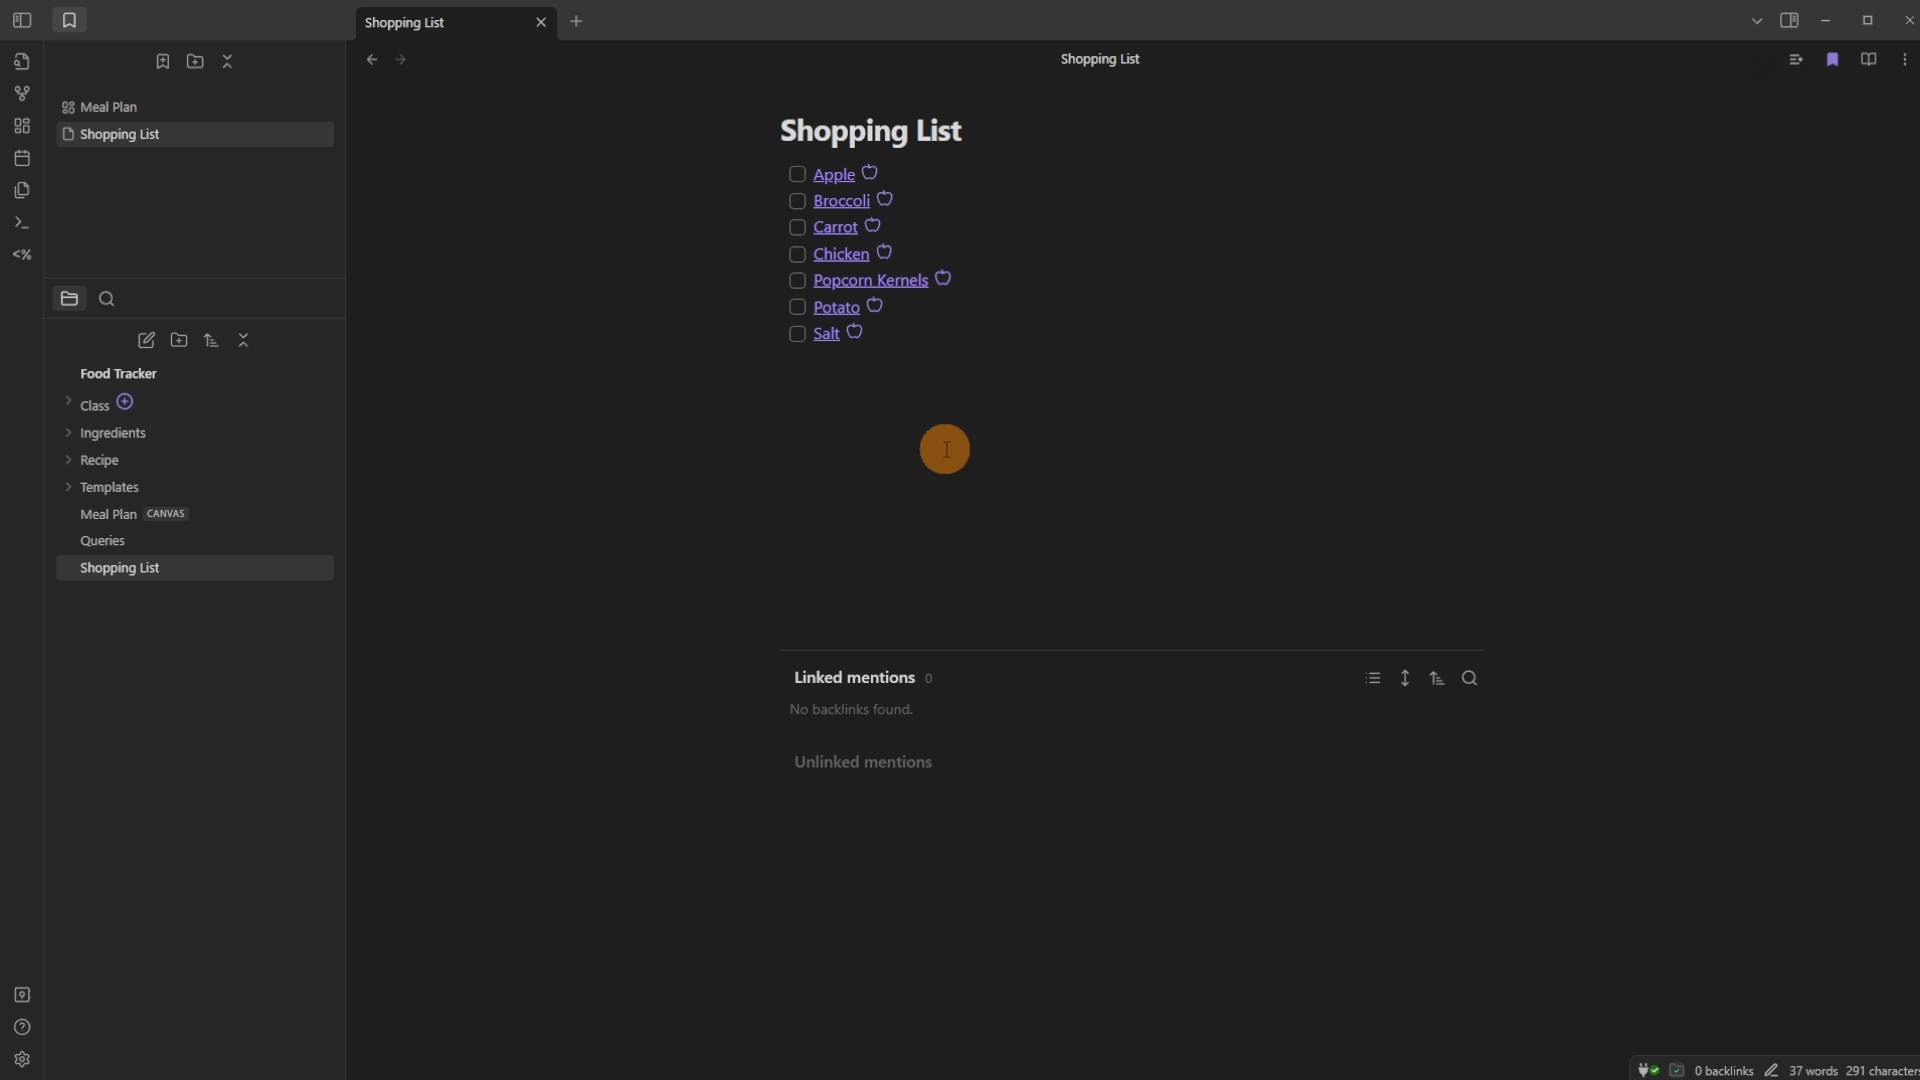 Shopping List
Shopping List
Meal Plan
Shopping List
Shopping List
Apple
Broccoli
Carrot
Chicken
Popcorn Kernels
Potato
Salt
<%
Food Tracker
Class
Ingredients
Recipe
Templates
Meal Plan CANVAS
Queries
Shopping List
Linked mentions 0
No backlinks found.
Unlinked mentions
0 backlinks 37 words 291 characters